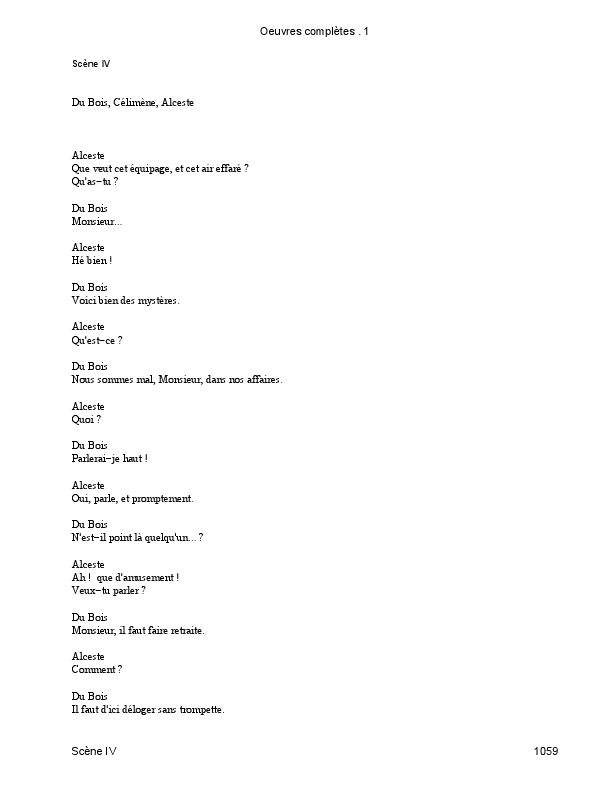 Oeuvres complètes . 1
Scène IV
Du Bois, Célimène, Alceste
Alceste
Que veut cet équipage, et cet air effaré ?
Qu'as-tu ?
Du Bois
Monsieur...
Alceste
Hé bien !
Du Bois
Voici bien des mystères.
Alceste
Qu'est-ce ?
Du Bois
Nous sommes mal, Monsieur, dans nos affaires.
Alceste
Quoi ?
Du Bois
Parlerai-je haut !
Alceste
Oui, parle, et promptement.
Du Bois
N'est-il point là quelqu'un... ?
Alceste
Ah ! que d'amusement !
Veux-tu parler ?
Du Bois
Monsieur, il faut faire retraite.
Alceste
Comment ?
Du Bois
Il faut d'ici déloger sans trompette.
Scène IV 1059